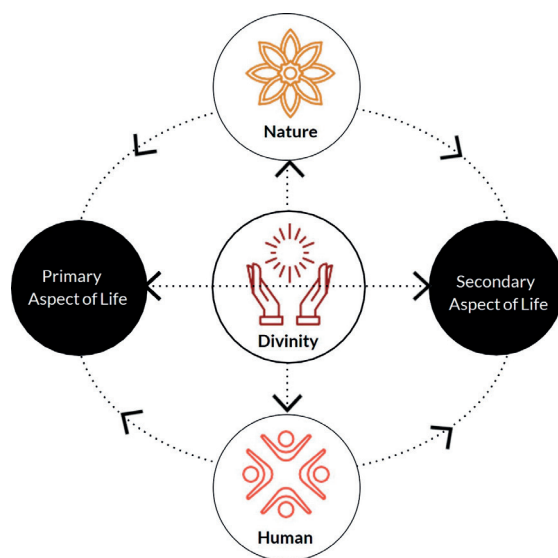 Nature
Primary
Aspect of Life
Divinity
Secondary
Aspect of Life
Human